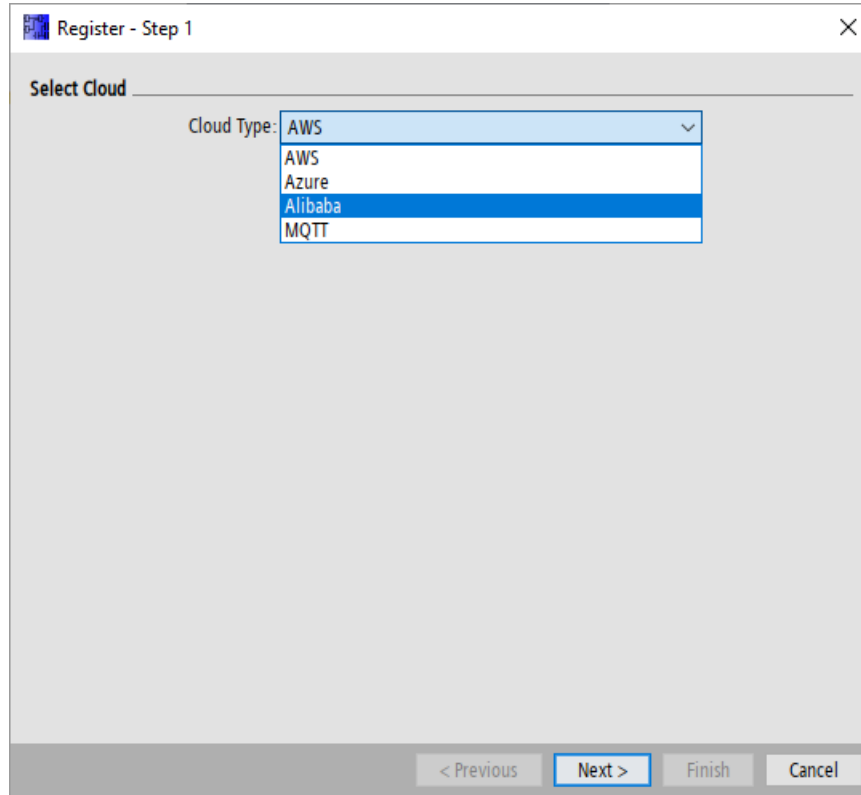 Register - Step 1
Select Cloud
Cloud Type: AWS
AWS
Azure
Alibaba
MQTT
< Previous Next > Finish Cancel